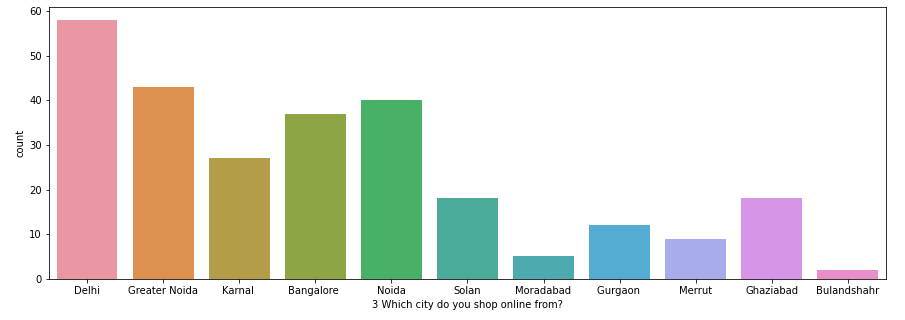 60
50
40
30
20
10
0
count
Delhi Greater Noida Karnal Bangalore Noida Solan Moradabad Gurgaon Merrut Ghaziabad Bulandshahr
3 Which city do you shop online from?